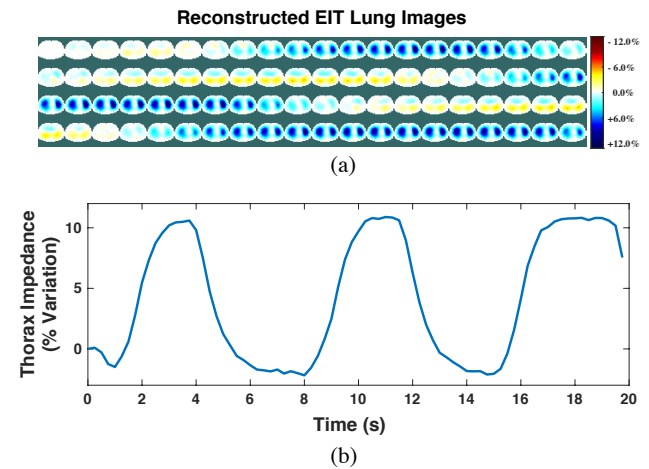 Reconstructed EIT Lung Images
- 12.0%
- 6.0%
0.0%
+6.0%
+12.0%
(a)
Thorax Impedance
(% Variation)
10
5
0
0 2 4 6 8 10 12 14 16 18 20
Time (s)
(b)